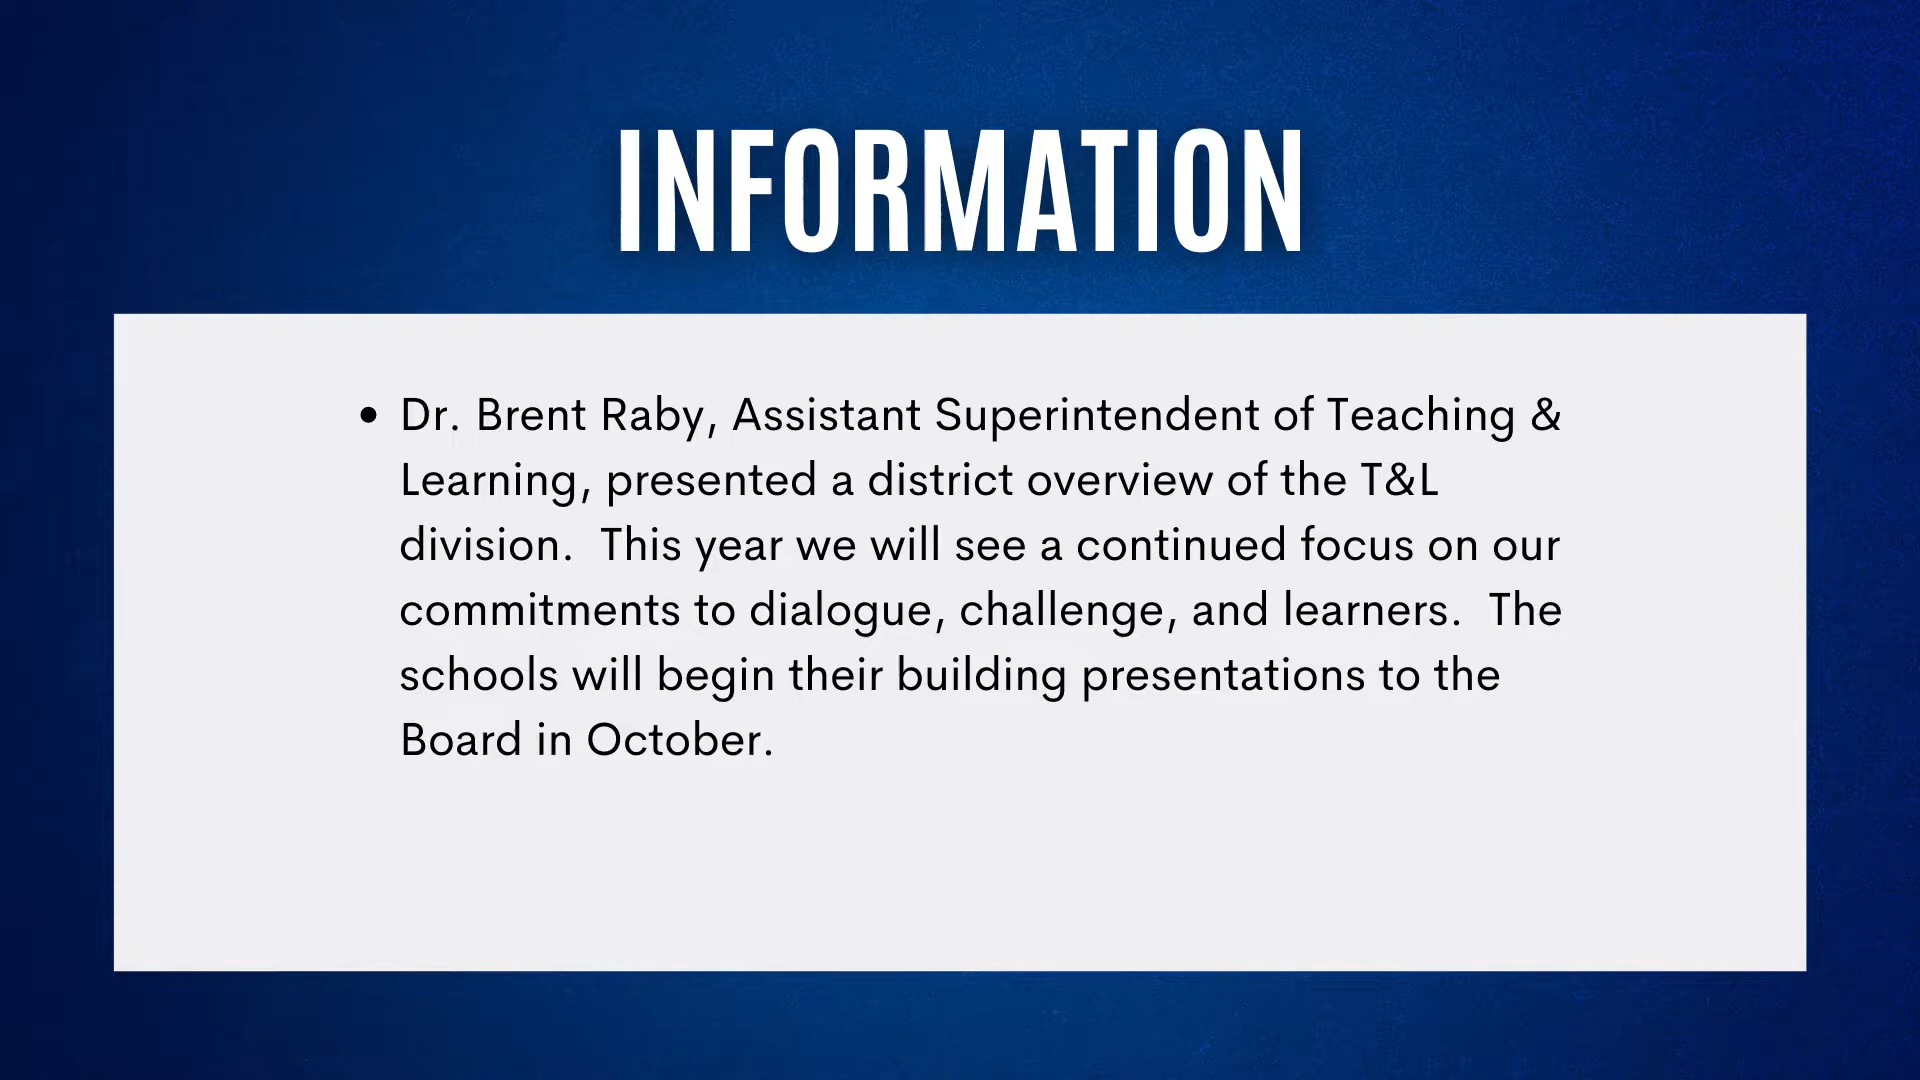 INFORMATION
• Dr. Brent Raby, Assistant Superintendent of Teaching &
Learning, presented a district overview of the T&L
division.  This year we will see a continued focus on our
commitments to dialogue, challenge, and learners.  The
schools will begin their building presentations to the
Board in October.